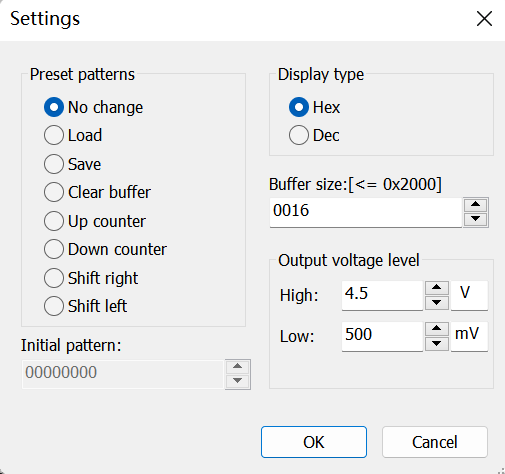 Settings
Preset patterns
No change
Load
Save
Clear buffer
Up counter
Down counter
Shift right
Shift left
Initial pattern:
00000000
Display type
Hex
Dec
Buffer size:[<= 0x2000]
0016
Output voltage level
High: 4.5 V
Low: 500 mV
OK
Cancel